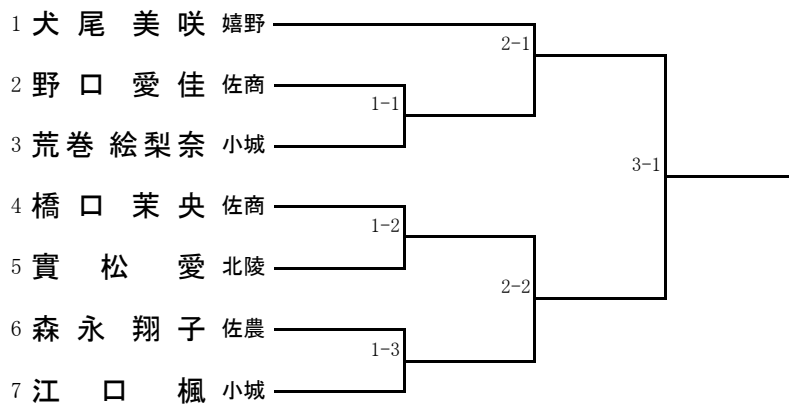 1 犬尾 美咲 嬉野
2-1
2 野口 愛佳 佐商
1-1
3 荒巻 絵梨奈 小城
3-1
4 橋口 茉央 佐商
1-2
5 實松 愛 北陵
2-2
6 森永 翔子 佐農
1-3
7 江口 楓 小城